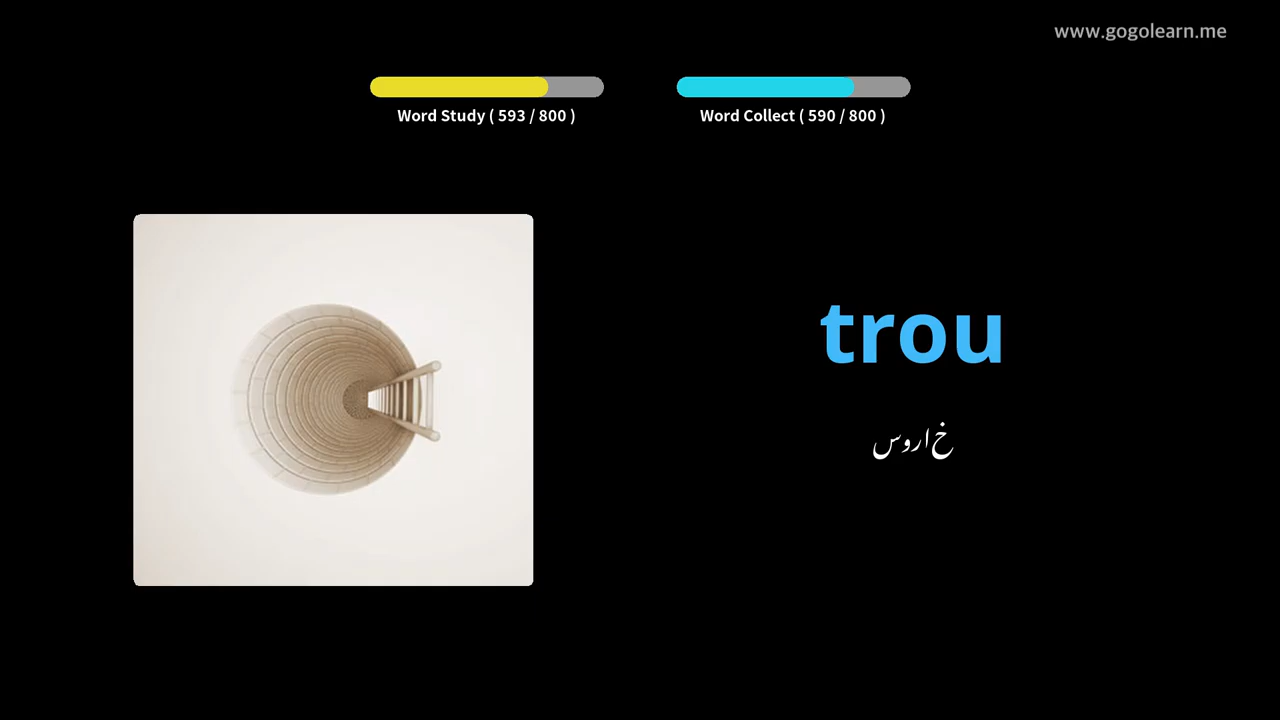 www.gogolearn.me
Word Study ( 593 / 800 )
Word Collect ( 590 / 800 )
trou
خ اروس